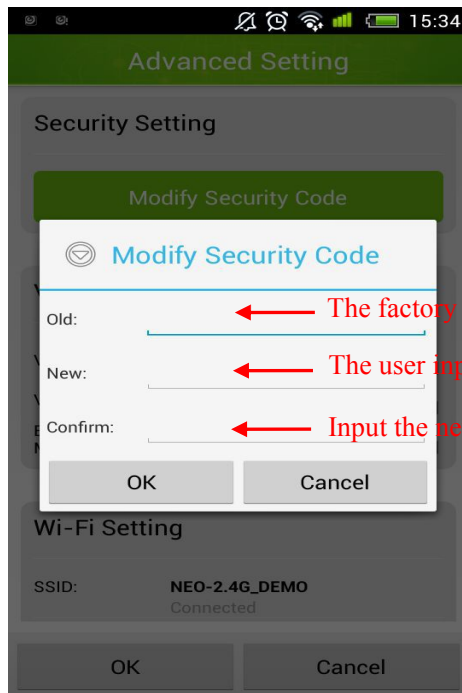 15:34
Advanced Setting
Security Setting
Modify Security Code
Modify Security Code
Old:
The factory
New:
The user inp
Confirm:
Input the ne
OK Cancel
Wi-Fi Setting
SSID: NEO-2.4G_DEMO
Connected
OK Cancel